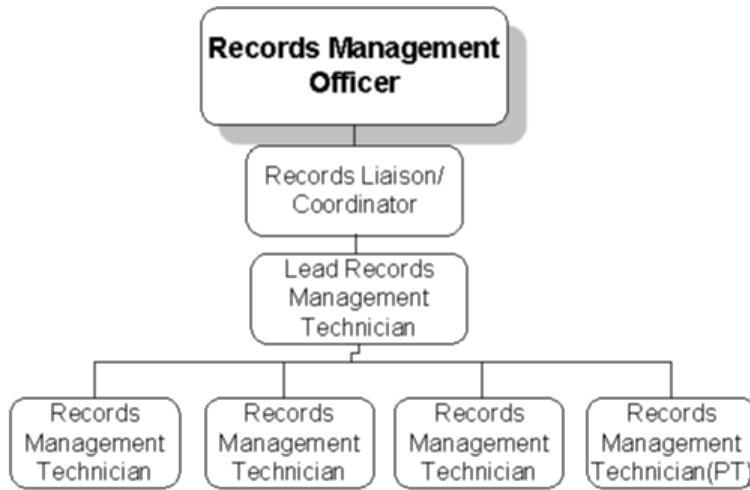 Records Management
Officer
Records Liaison/
Coordinator
Lead Records
Management
Technician
Records
Management
Technician
Records
Management
Technician
Records
Management
Technician
Records
Management
Technician(PT)